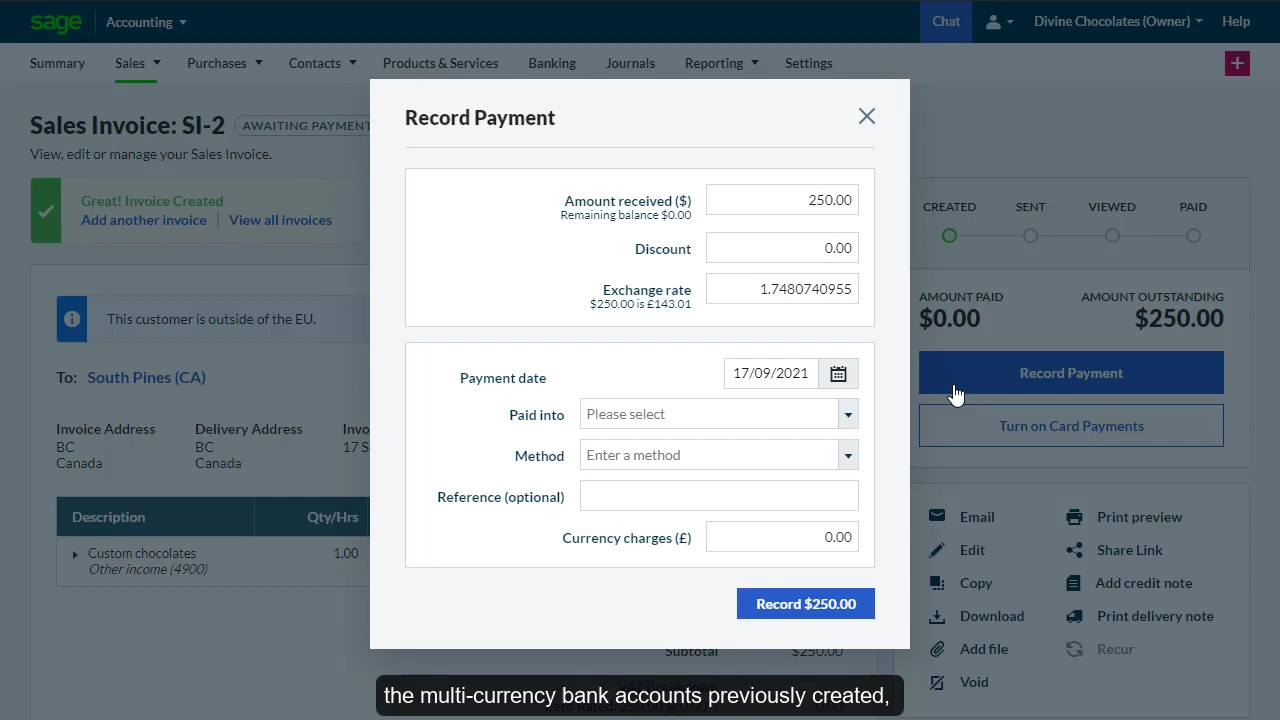 sage
Accounting
Chat
Divine Chocolates (Owner)
Help
Summary
Sales
Purchases
Contacts
Products & Services
Banking
Journals
Reporting
Settings
Sales Invoice: SI-2
AWAITING PAYMENT
View, edit or manage your Sales Invoice.
Great! Invoice Created
Add another invoice
View all invoices
This customer is outside of the EU.
To: South Pines (CA)
Invoice Address
BC
Canada
Delivery Address
BC
Canada
Invo
17 S
Description
Qty/Hrs
Custom chocolates
1.00
Other income (4900)
Record Payment
Amount received ($)
250.00
Remaining balance $0.00
Discount
0.00
Exchange rate
1.7480740955
$250.00 is £143.01
Payment date
17/09/2021
Paid into
Please select
Method
Enter a method
Reference (optional)
Currency charges (£)
0.00
Record $250.00
Subtotal
$250.00
CREATED
SENT
VIEWED
PAID
AMOUNT PAID
$0.00
AMOUNT OUTSTANDING
$250.00
Record Payment
Turn on Card Payments
Email
Print preview
Edit
Share Link
Copy
Add credit note
Download
Print delivery note
Add file
Recur
Void
the multi-currency bank accounts previously created,